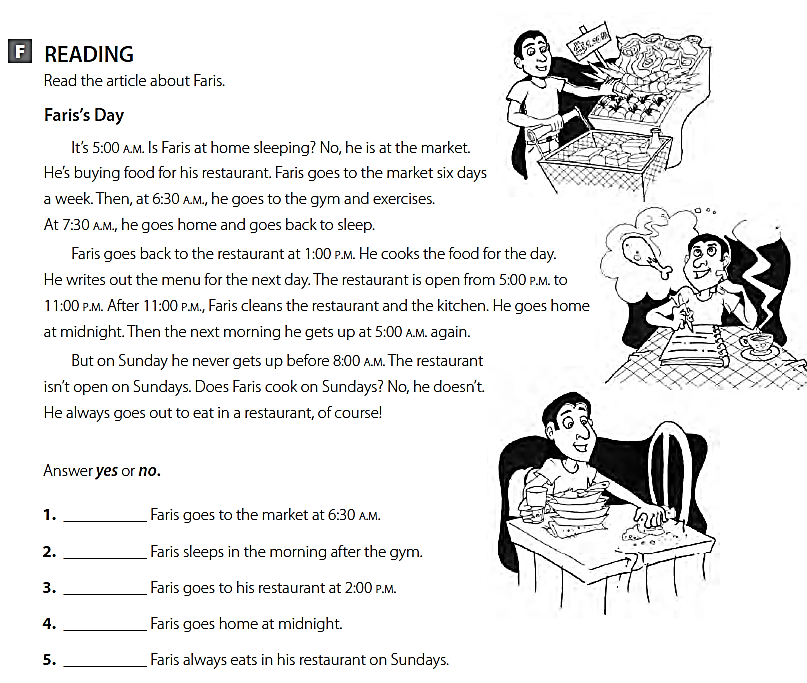 F READING
Read the article about Faris.
Faris's Day
It's 5:00 A.M. Is Faris at home sleeping? No, he is at the market.
He's buying food for his restaurant. Faris goes to the market six days
a week. Then, at 6:30 A.M., he goes to the gym and exercises.
At 7:30 A.M., he goes home and goes back to sleep.
Faris goes back to the restaurant at 1:00 P.M. He cooks the food for the day.
He writes out the menu for the next day. The restaurant is open from 5:00 P.M. to
11:00 P.M. After 11:00 P.M., Faris cleans the restaurant and the kitchen. He goes home
at midnight. Then the next morning he gets up at 5:00 A.M. again.
But on Sunday he never gets up before 8:00 A.M. The restaurant
isn't open on Sundays. Does Faris cook on Sundays? No, he doesn't.
He always goes out to eat in a restaurant, of course!
Answer yes or no.
1. __________ Faris goes to the market at 6:30 A.M.
2. __________ Faris sleeps in the morning after the gym.
3. __________ Faris goes to his restaurant at 2:00 P.M.
4. __________ Faris goes home at midnight.
5. __________ Faris always eats in his restaurant on Sundays.